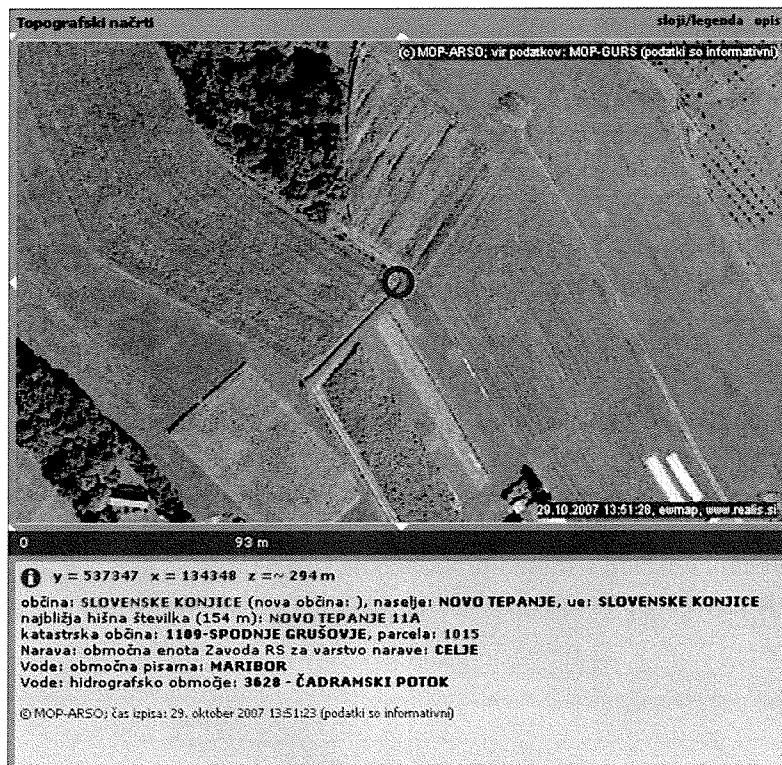 Topografski načrti sloji/legenda opis
(c) MOP-ARSO; vir podatkov: MOP-GURS (podatki so informativni)
29.10.2007 13:51:28, ewmap, www.realis.si
0 93 m
y = 537347 x = 134348 z =~ 294 m
občina: SLOVENSKE KONJICE (nova občina: ), naselje: NOVO TEPANJE, ue: SLOVENSKE KONJICE
najbližja hišna številka (154 m): NOVO TEPANJE 11A
katastrska občina: 1109-SPODNJE GRUŠOVJE, parcela: 1015
Narava: območna enota Zavoda RS za varstvo narave: CELJE
Vode: območna pisarna: MARIBOR
Vode: hidrografsko območje: 3628 - ČADRAMSKI POTOK
© MOP-ARSO; čas izpisa: 29. oktober 2007 13:51:23 (podatki so informativni)